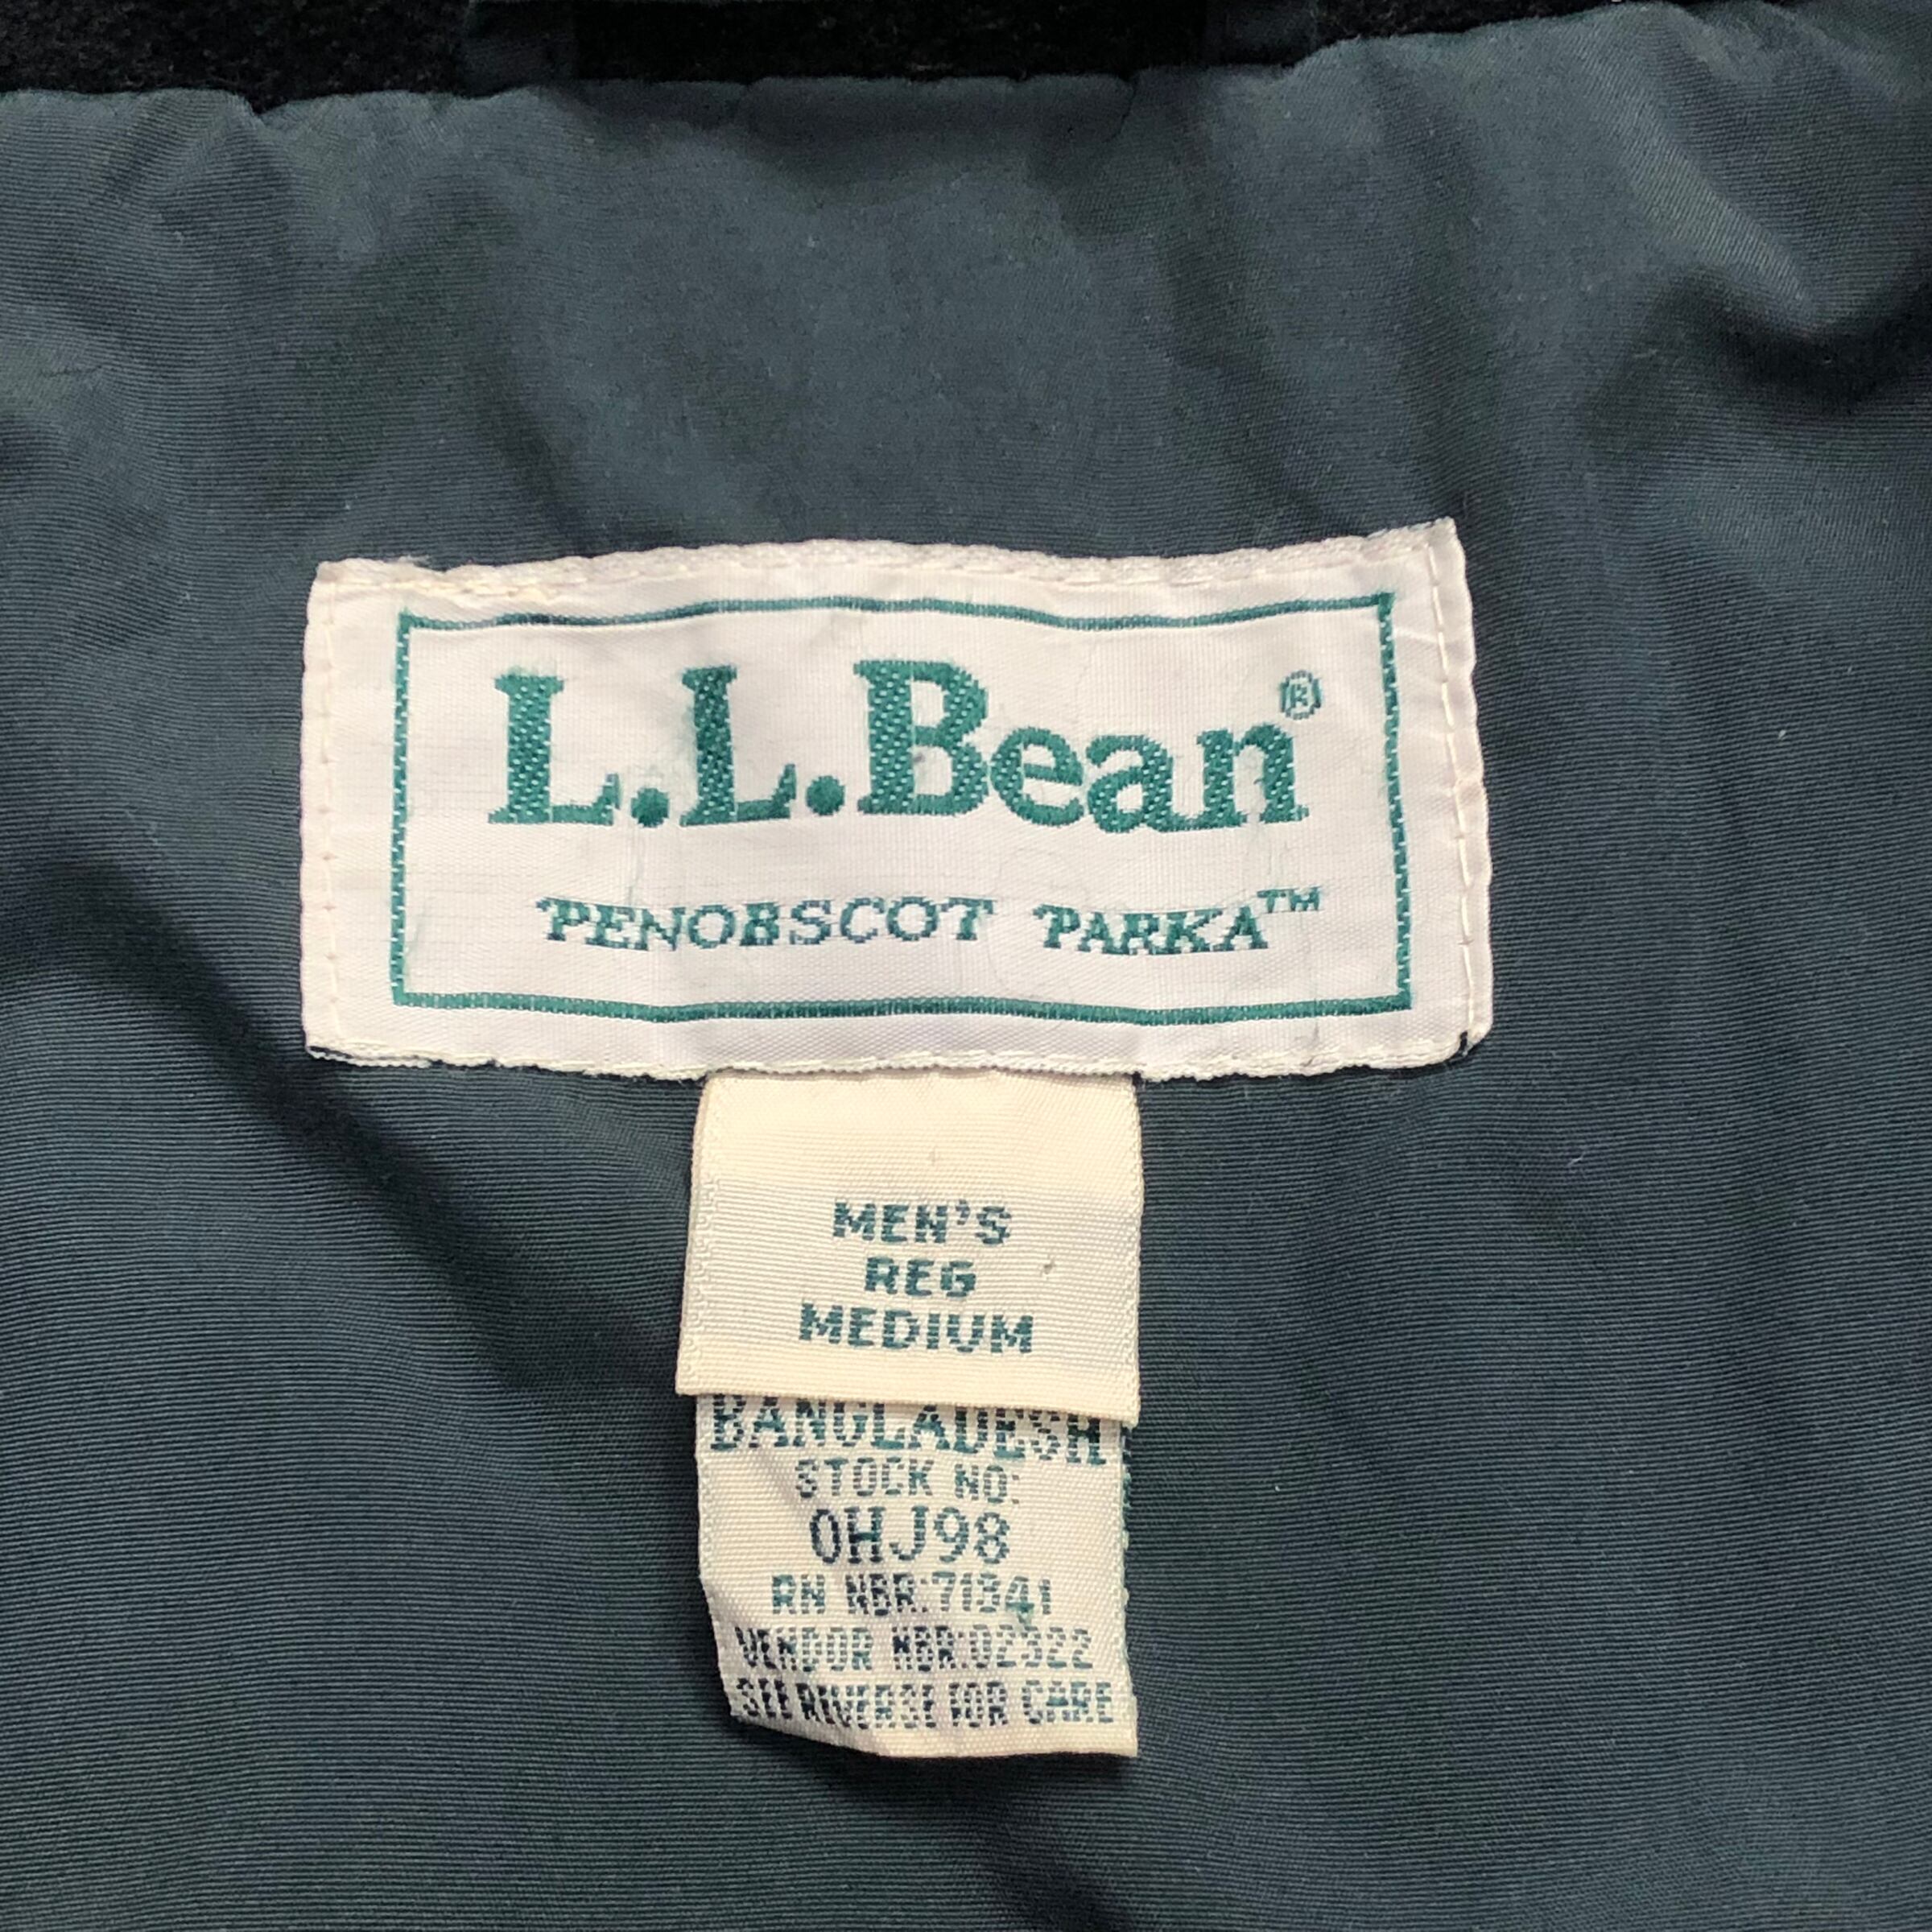 L.L.Bean®
PENOBSCOT PARKA™
MEN'S
REG
MEDIUM
BANGLADESH
STOCK NO:
0HJ98
RN NBR:71341
VENDOR NBR:02322
SEE REVERSE FOR CARE